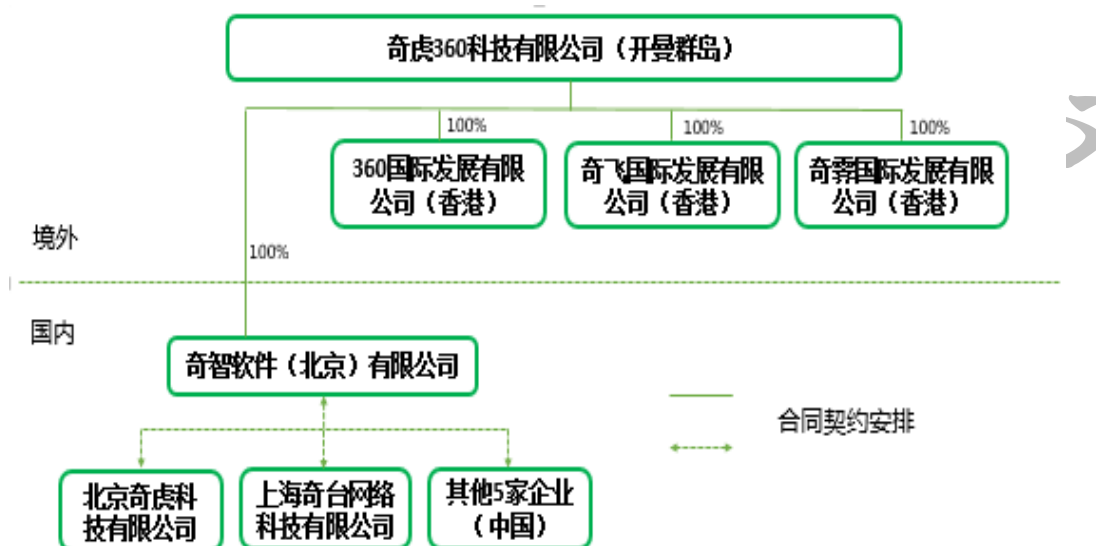 奇虎360科技有限公司（开曼群岛）
100%
100%
100%
360国际发展有限
公司（香港）
奇飞国际发展有限
公司（香港）
奇霏国际发展有限
公司（香港）
境外
100%
国内
奇智软件（北京）有限公司
合同契约安排
北京奇虎科
技有限公司
上海奇台网络
科技有限公司
其他5家企业
（中国）